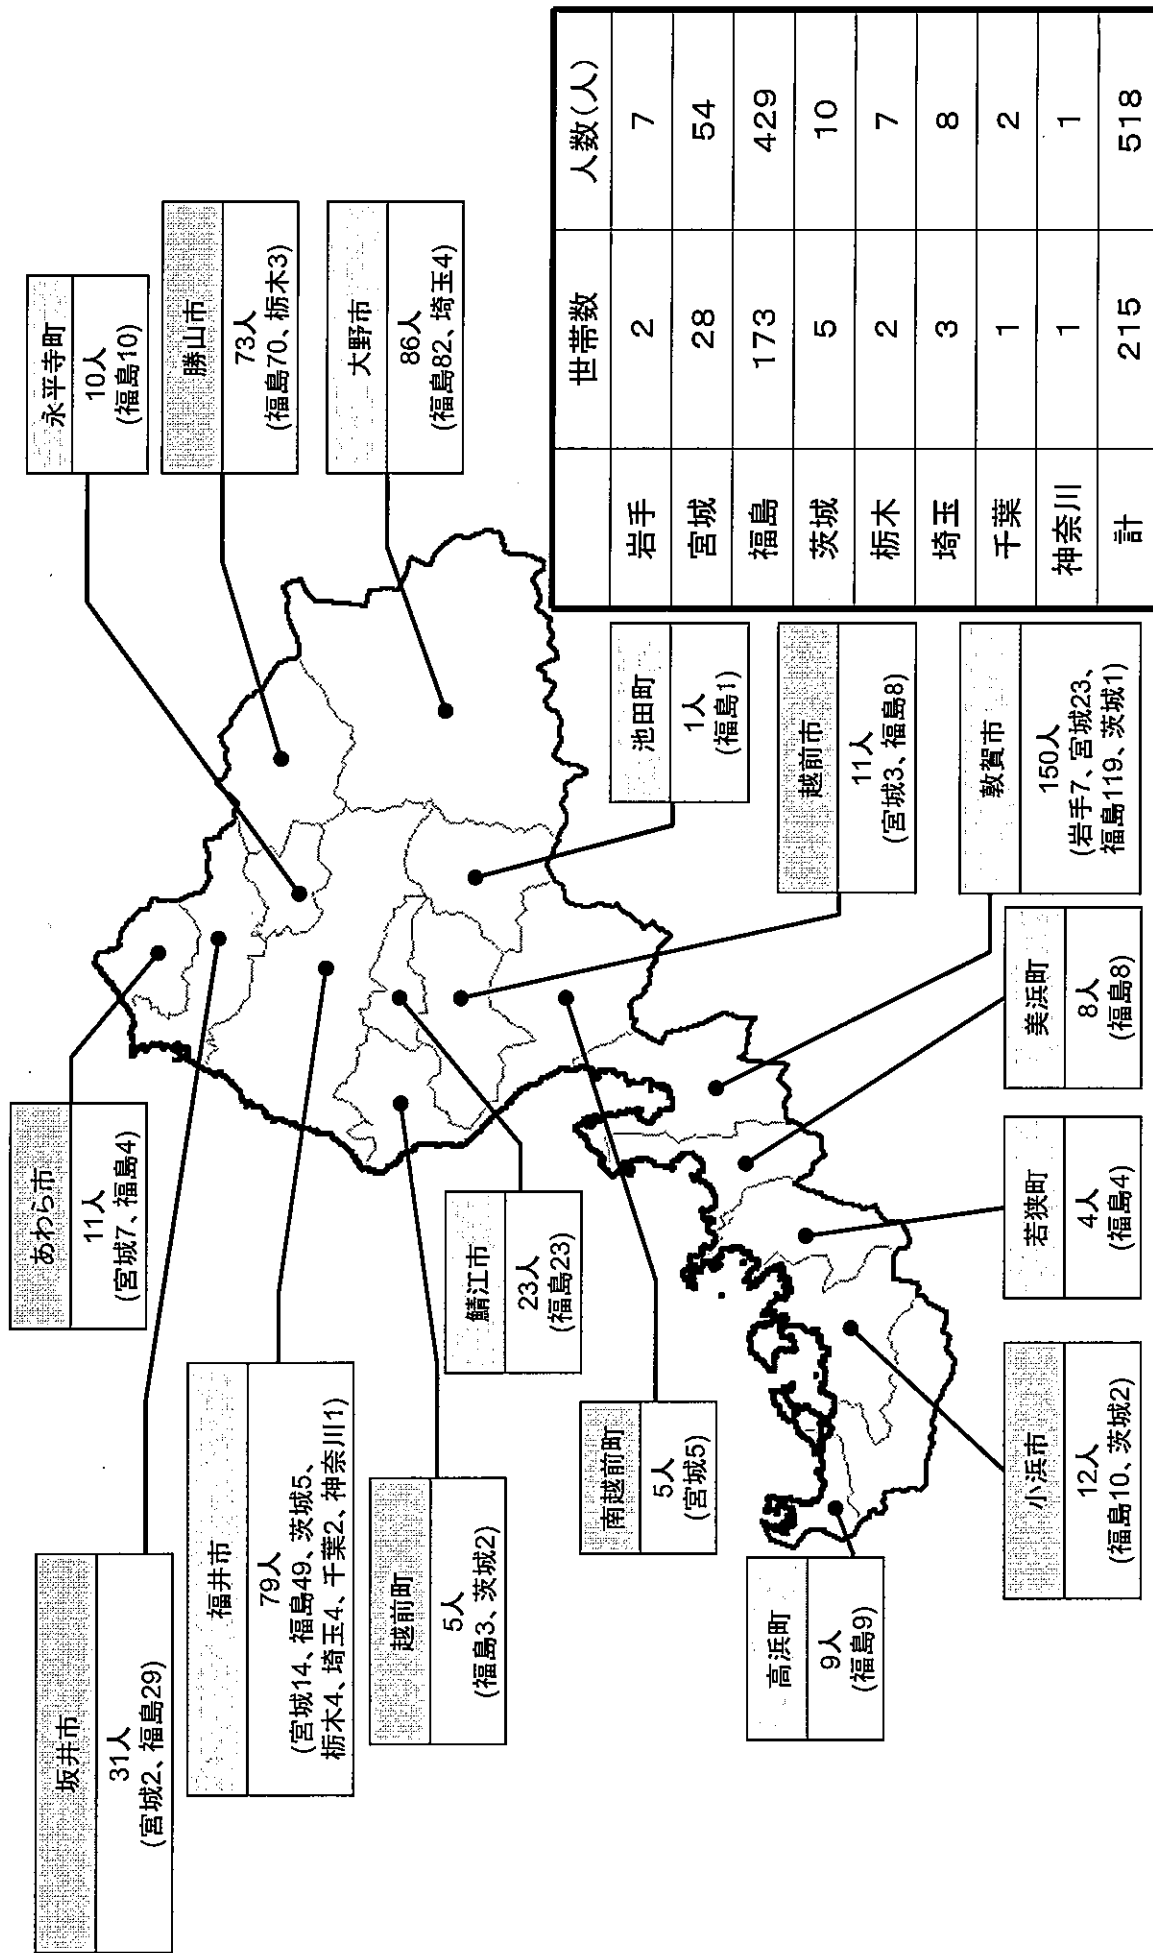 坂井市
31人
(宮城2、福島29)
あわら市
11人
(宮城7、福島4)
永平寺町
10人
(福島10)
勝山市
73人
(福島70、栃木3)
大野市
86人
(福島82、埼玉4)
福井市
79人
(宮城14、福島49、茨城5、
栃木4、埼玉4、千葉2、神奈川1)
越前町
5人
(福島3、茨城2)
鯖江市
23人
(福島23)
南越前町
5人
(宮城5)
池田町
1人
(福島1)
越前市
11人
(宮城3、福島8)
敦賀市
150人
(岩手7、宮城23、
福島119、茨城1)
美浜町
8人
(福島8)
若狭町
4人
(福島4)
小浜市
12人
(福島10、茨城2)
高浜町
9人
(福島9)
世帯数 人数(人)
岩手 2 7
宮城 28 54
福島 173 429
茨城 5 10
栃木 2 7
埼玉 3 8
千葉 1 2
神奈川 1 1
計 215 518